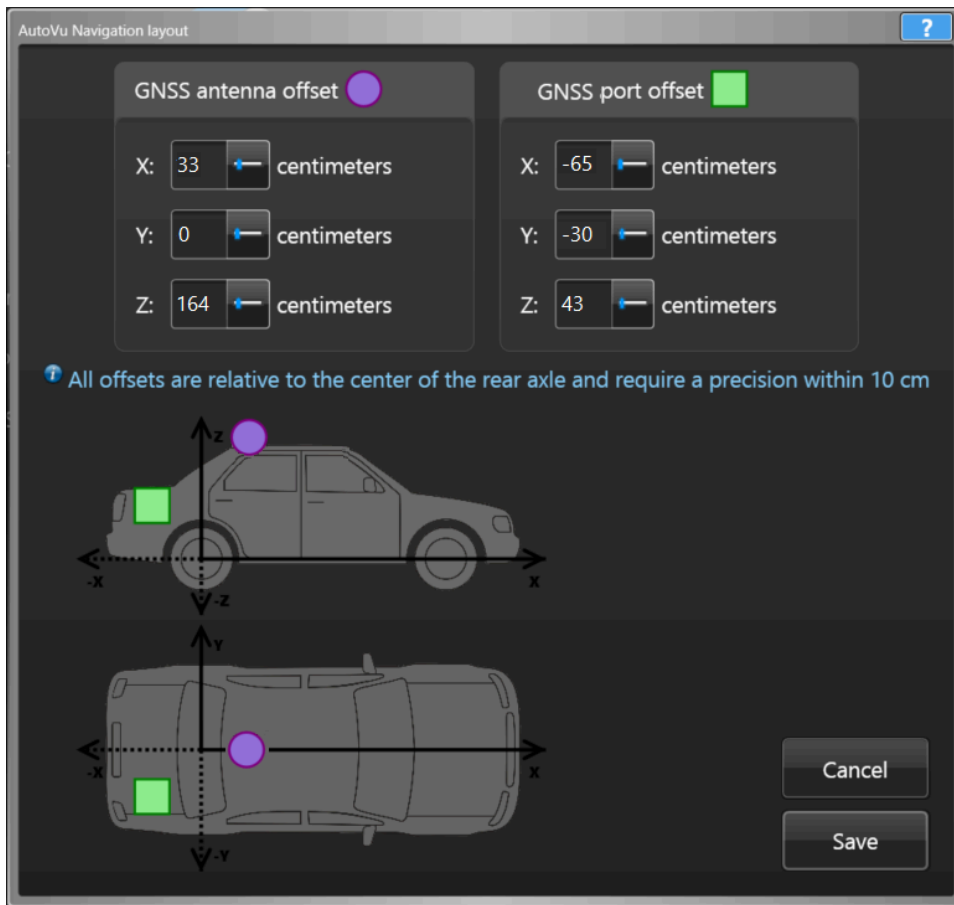 AutoVu Navigation layout
?
GNSS antenna offset
X: 33 centimeters
Y: 0 centimeters
Z: 164 centimeters
GNSS port offset
X: -65 centimeters
Y: -30 centimeters
Z: 43 centimeters
i All offsets are relative to the center of the rear axle and require a precision within 10 cm
Z
-X
X
-Z
Y
-X
X
-Y
Cancel
Save